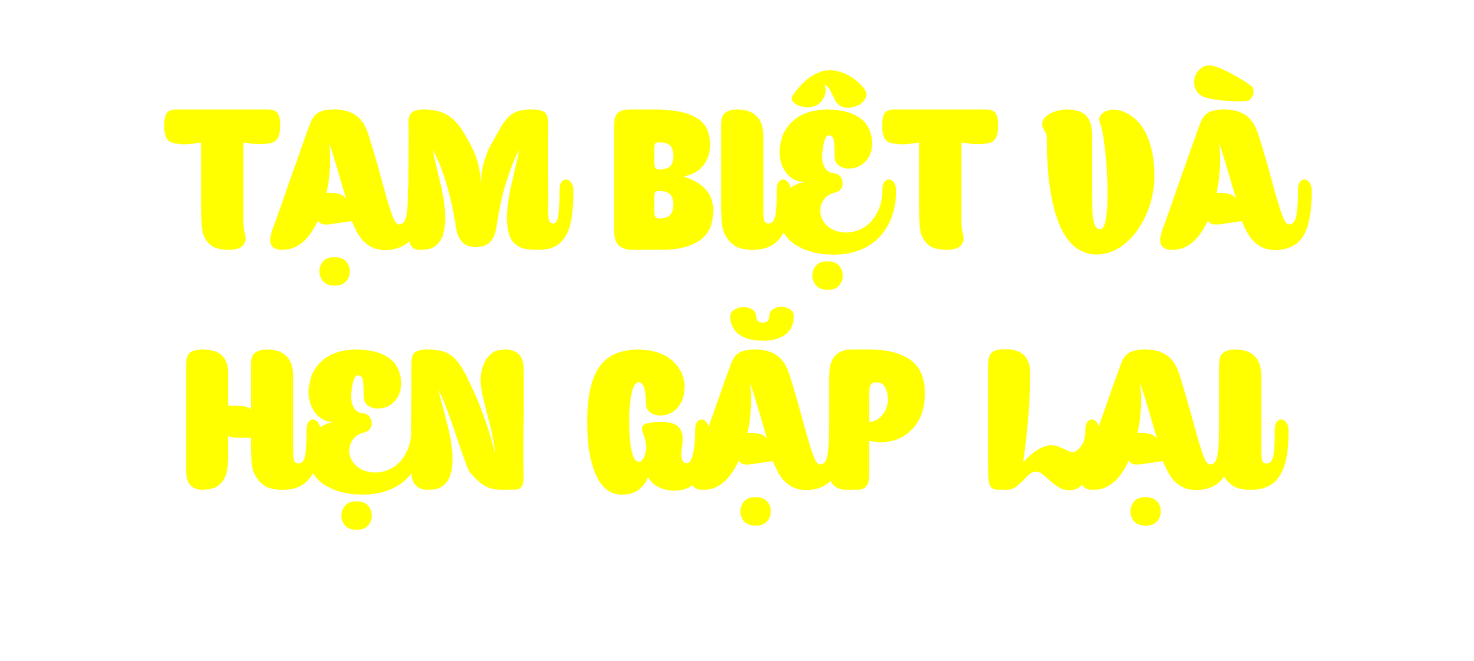 TẠM BIỆT VÀ
HẸN GẶP LẠI